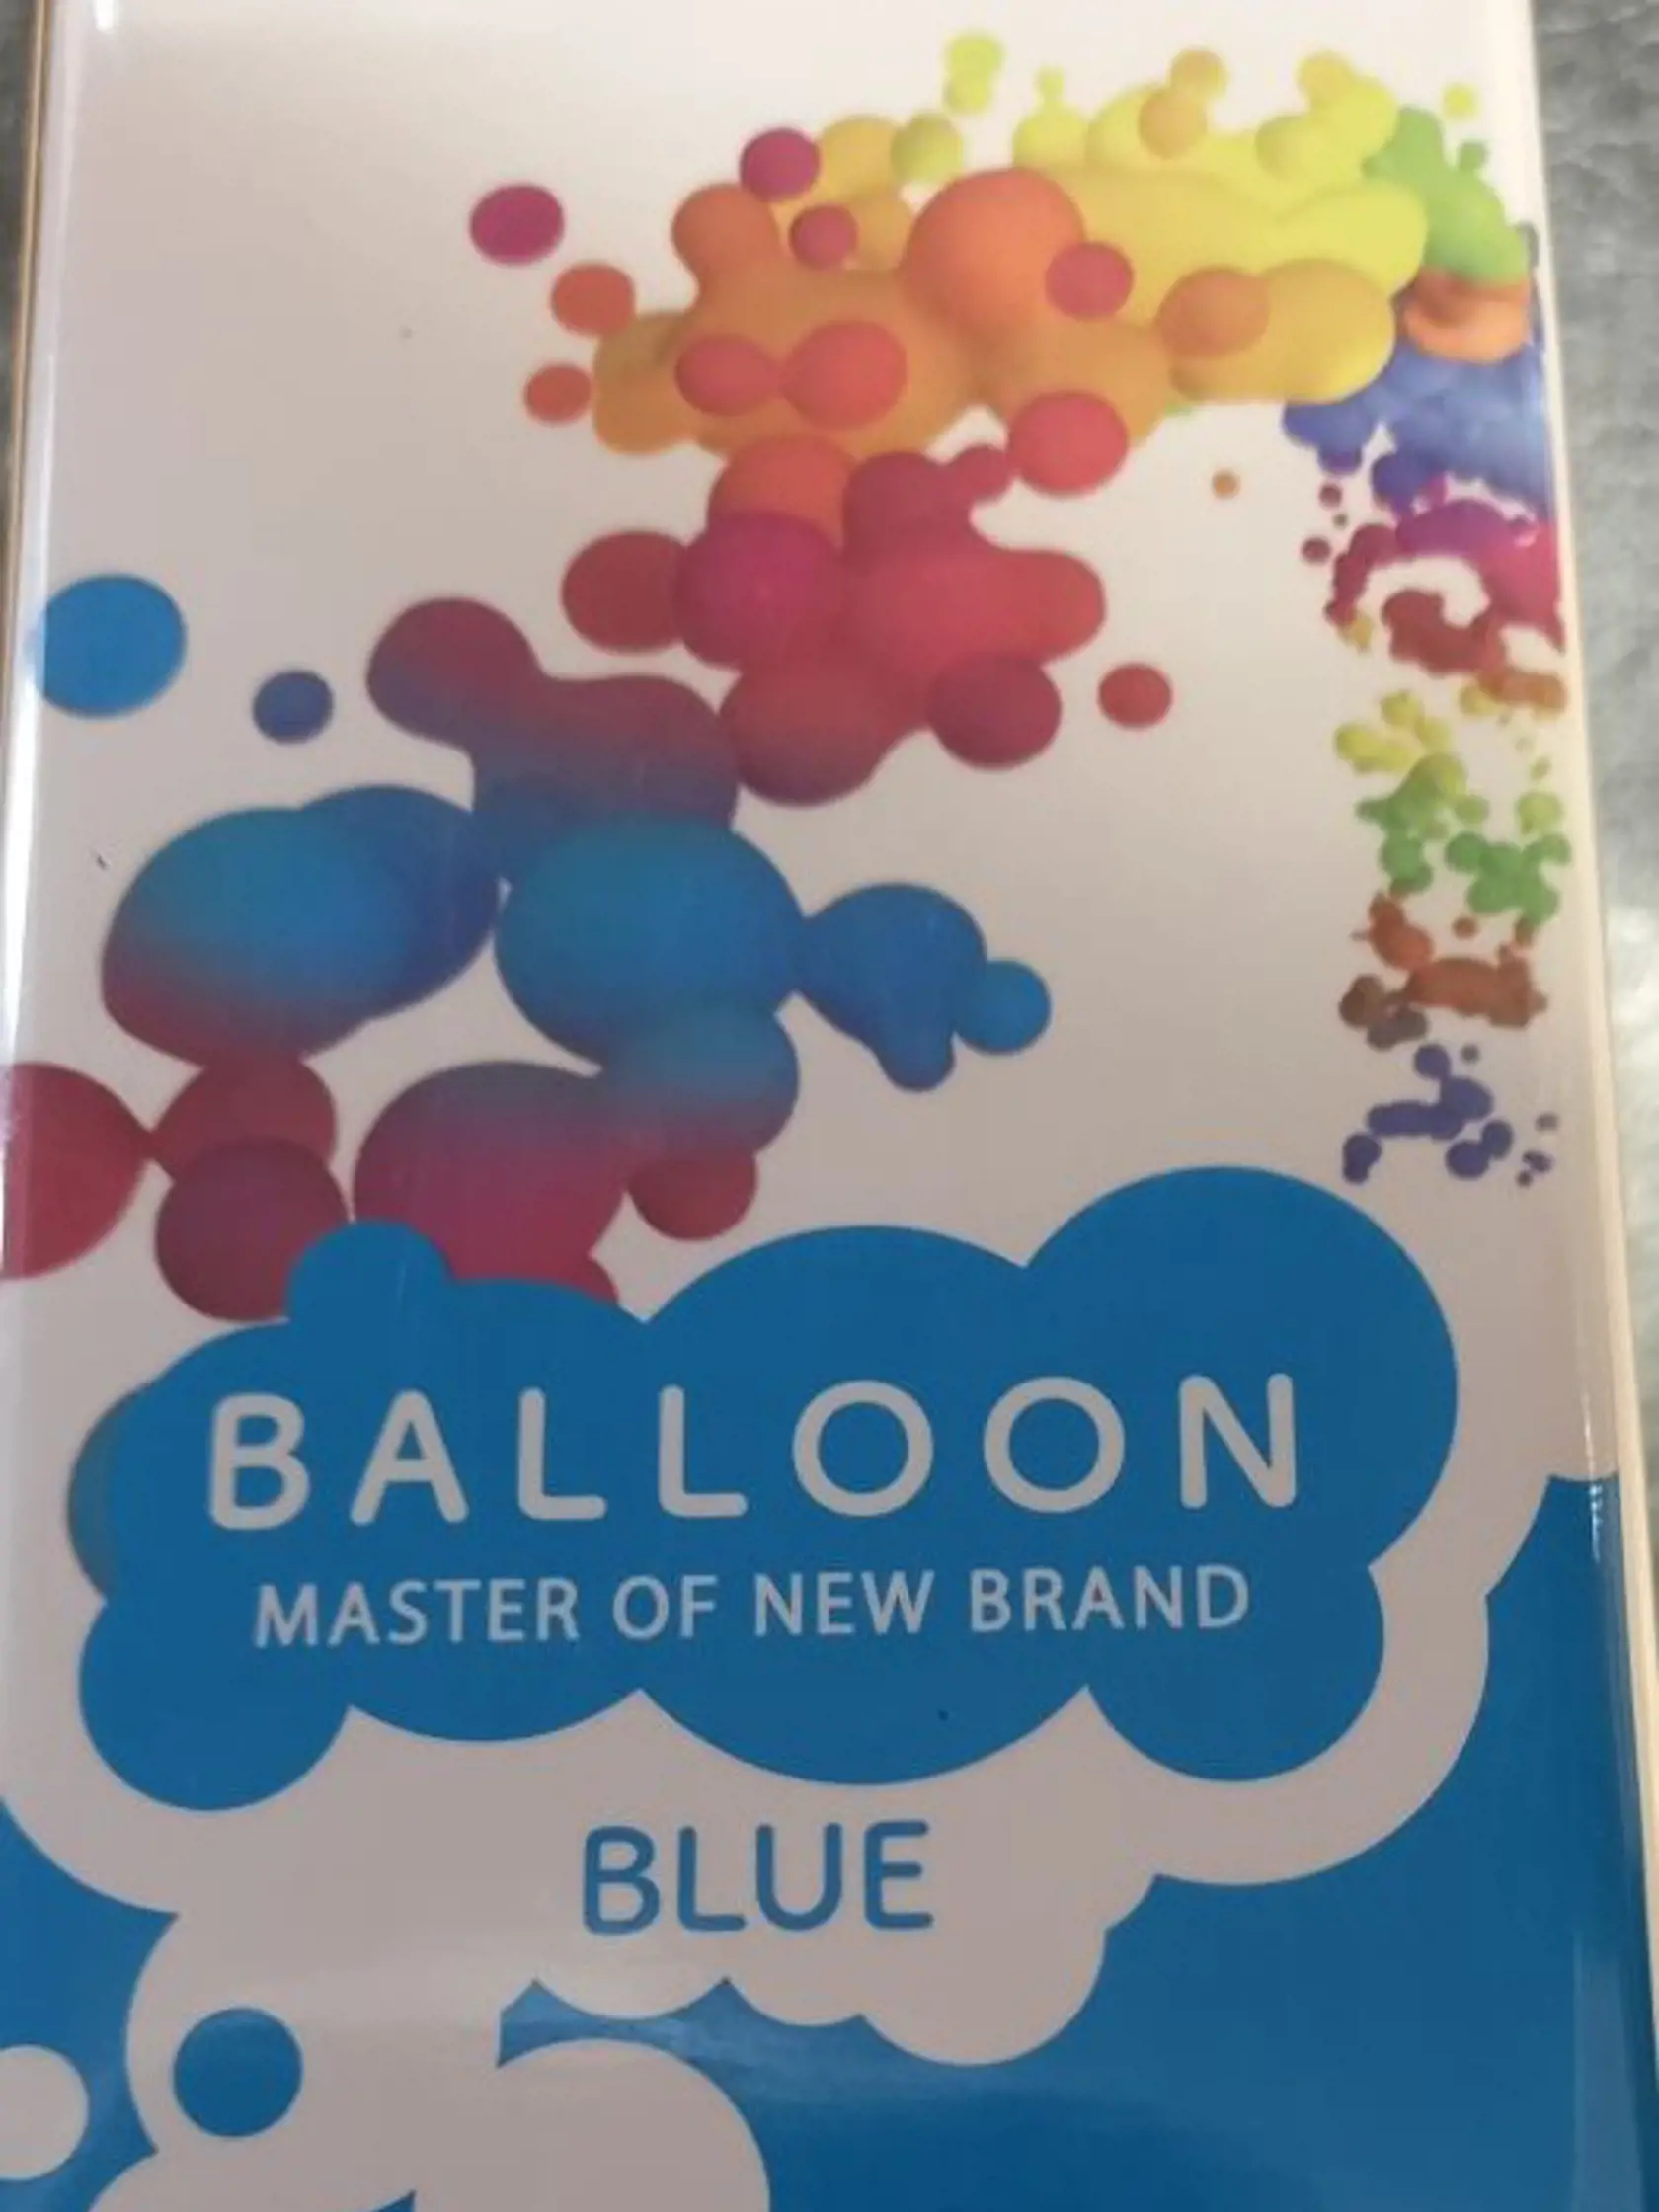 BALLOON
MASTER OF NEW BRAND
BLUE